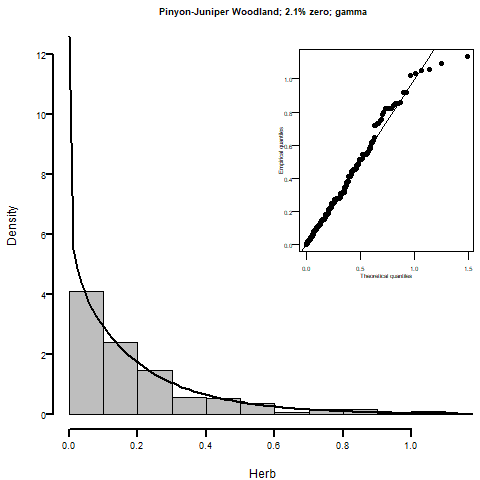 Pinyon-Juniper Woodland; 2.1% zero; gamma
Density
12
10
8
6
4
2
0
0.0 0.2 0.4 0.6 0.8 1.0
Herb
Empirical quantiles
1.0
0.8
0.6
0.4
0.2
0.0
0.0 0.5 1.0 1.5
Theoretical quantiles